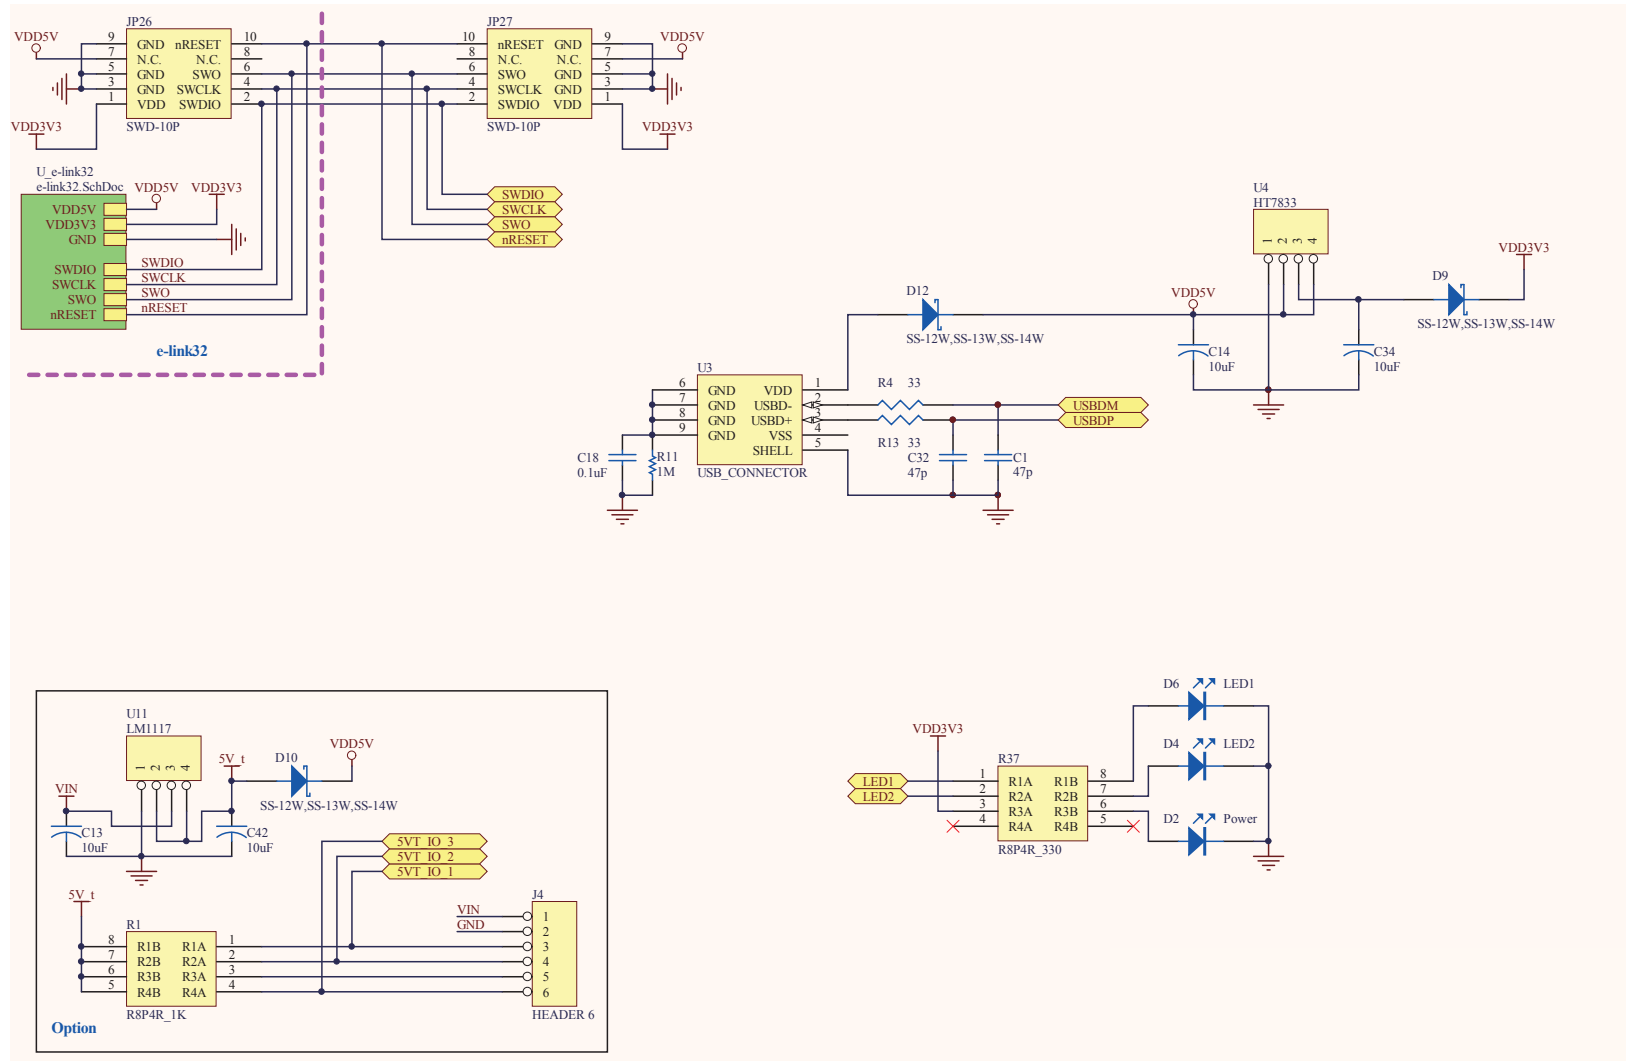 JP26
VDD5V
9 GND nRESET 10
7 N.C. N.C. 8
5 GND SWO 6
3 GND SWCLK 4
1 VDD SWDIO 2
VDD3V3
SWD-10P
JP27
10 nRESET GND 9
8 N.C. N.C. 7
6 SWO GND 5
4 SWCLK GND 3
2 SWDIO VDD 1
VDD5V
VDD3V3
SWD-10P
SWDIO
SWCLK
SWO
nRESET
U_e-link32
e-link32.SchDoc
VDD5V VDD3V3
VDD5V
VDD3V3
GND
SWDIO SWDIO
SWCLK SWCLK
SWO SWO
nRESET nRESET
e-link32
U4
HT7833
1 2 3 4
VDD3V3
D9
SS-12W,SS-13W,SS-14W
VDD5V
C14
10uF
C34
10uF
D12
SS-12W,SS-13W,SS-14W
U3
6 GND VDD 1
7 GND USBD- 2
8 GND USBD+ 3
9 GND VSS 4
SHELL 5
USB_CONNECTOR
R4 33
USBDM
USBDP
R13 33
C18
0.1uF
R11
1M
C32
47p
C1
47p
U11
LM1117
1 2 3 4
VIN
C13
10uF
5V_t
D10
VDD5V
SS-12W,SS-13W,SS-14W
C42
10uF
5VT_IO_3
5VT_IO_2
5VT_IO_1
5V_t
R1
8 R1B R1A 1
7 R2B R2A 2
6 R3B R3A 3
5 R4B R4A 4
R8P4R_1K
J4
VIN 1
GND 2
3
4
5
6
HEADER 6
Option
VDD3V3
LED1
LED2
R37
1 R1A R1B 8
2 R2A R2B 7
3 R3A R3B 6
4 R4A R4B 5
R8P4R_330
D6 LED1
D4 LED2
D2 Power